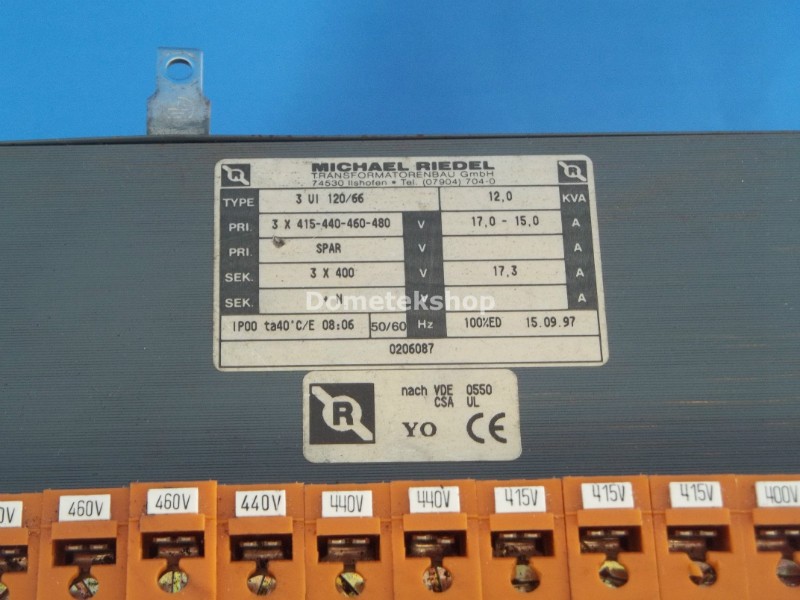 MICHAEL RIEDEL
TRANSFORMATORENBAU GmbH
74530 Ilshofen • Tel. (07904) 704-0
TYPE 3 UI 120/66 12,0 KVA
PRI. 3 X 415-440-460-480 V 17,0 - 15,0 A
PRI. SPAR V A
SEK. 3 X 400 V 17,3 A
SEK. V A
Dometekshop
IP00 ta40°C/E 08:06 50/60 Hz 100%ED 15.09.97
0206087
R
nach VDE 0550
CSA UL
YO CE
460V 460V 440V 440V 440V 415V 415V 415V 400V